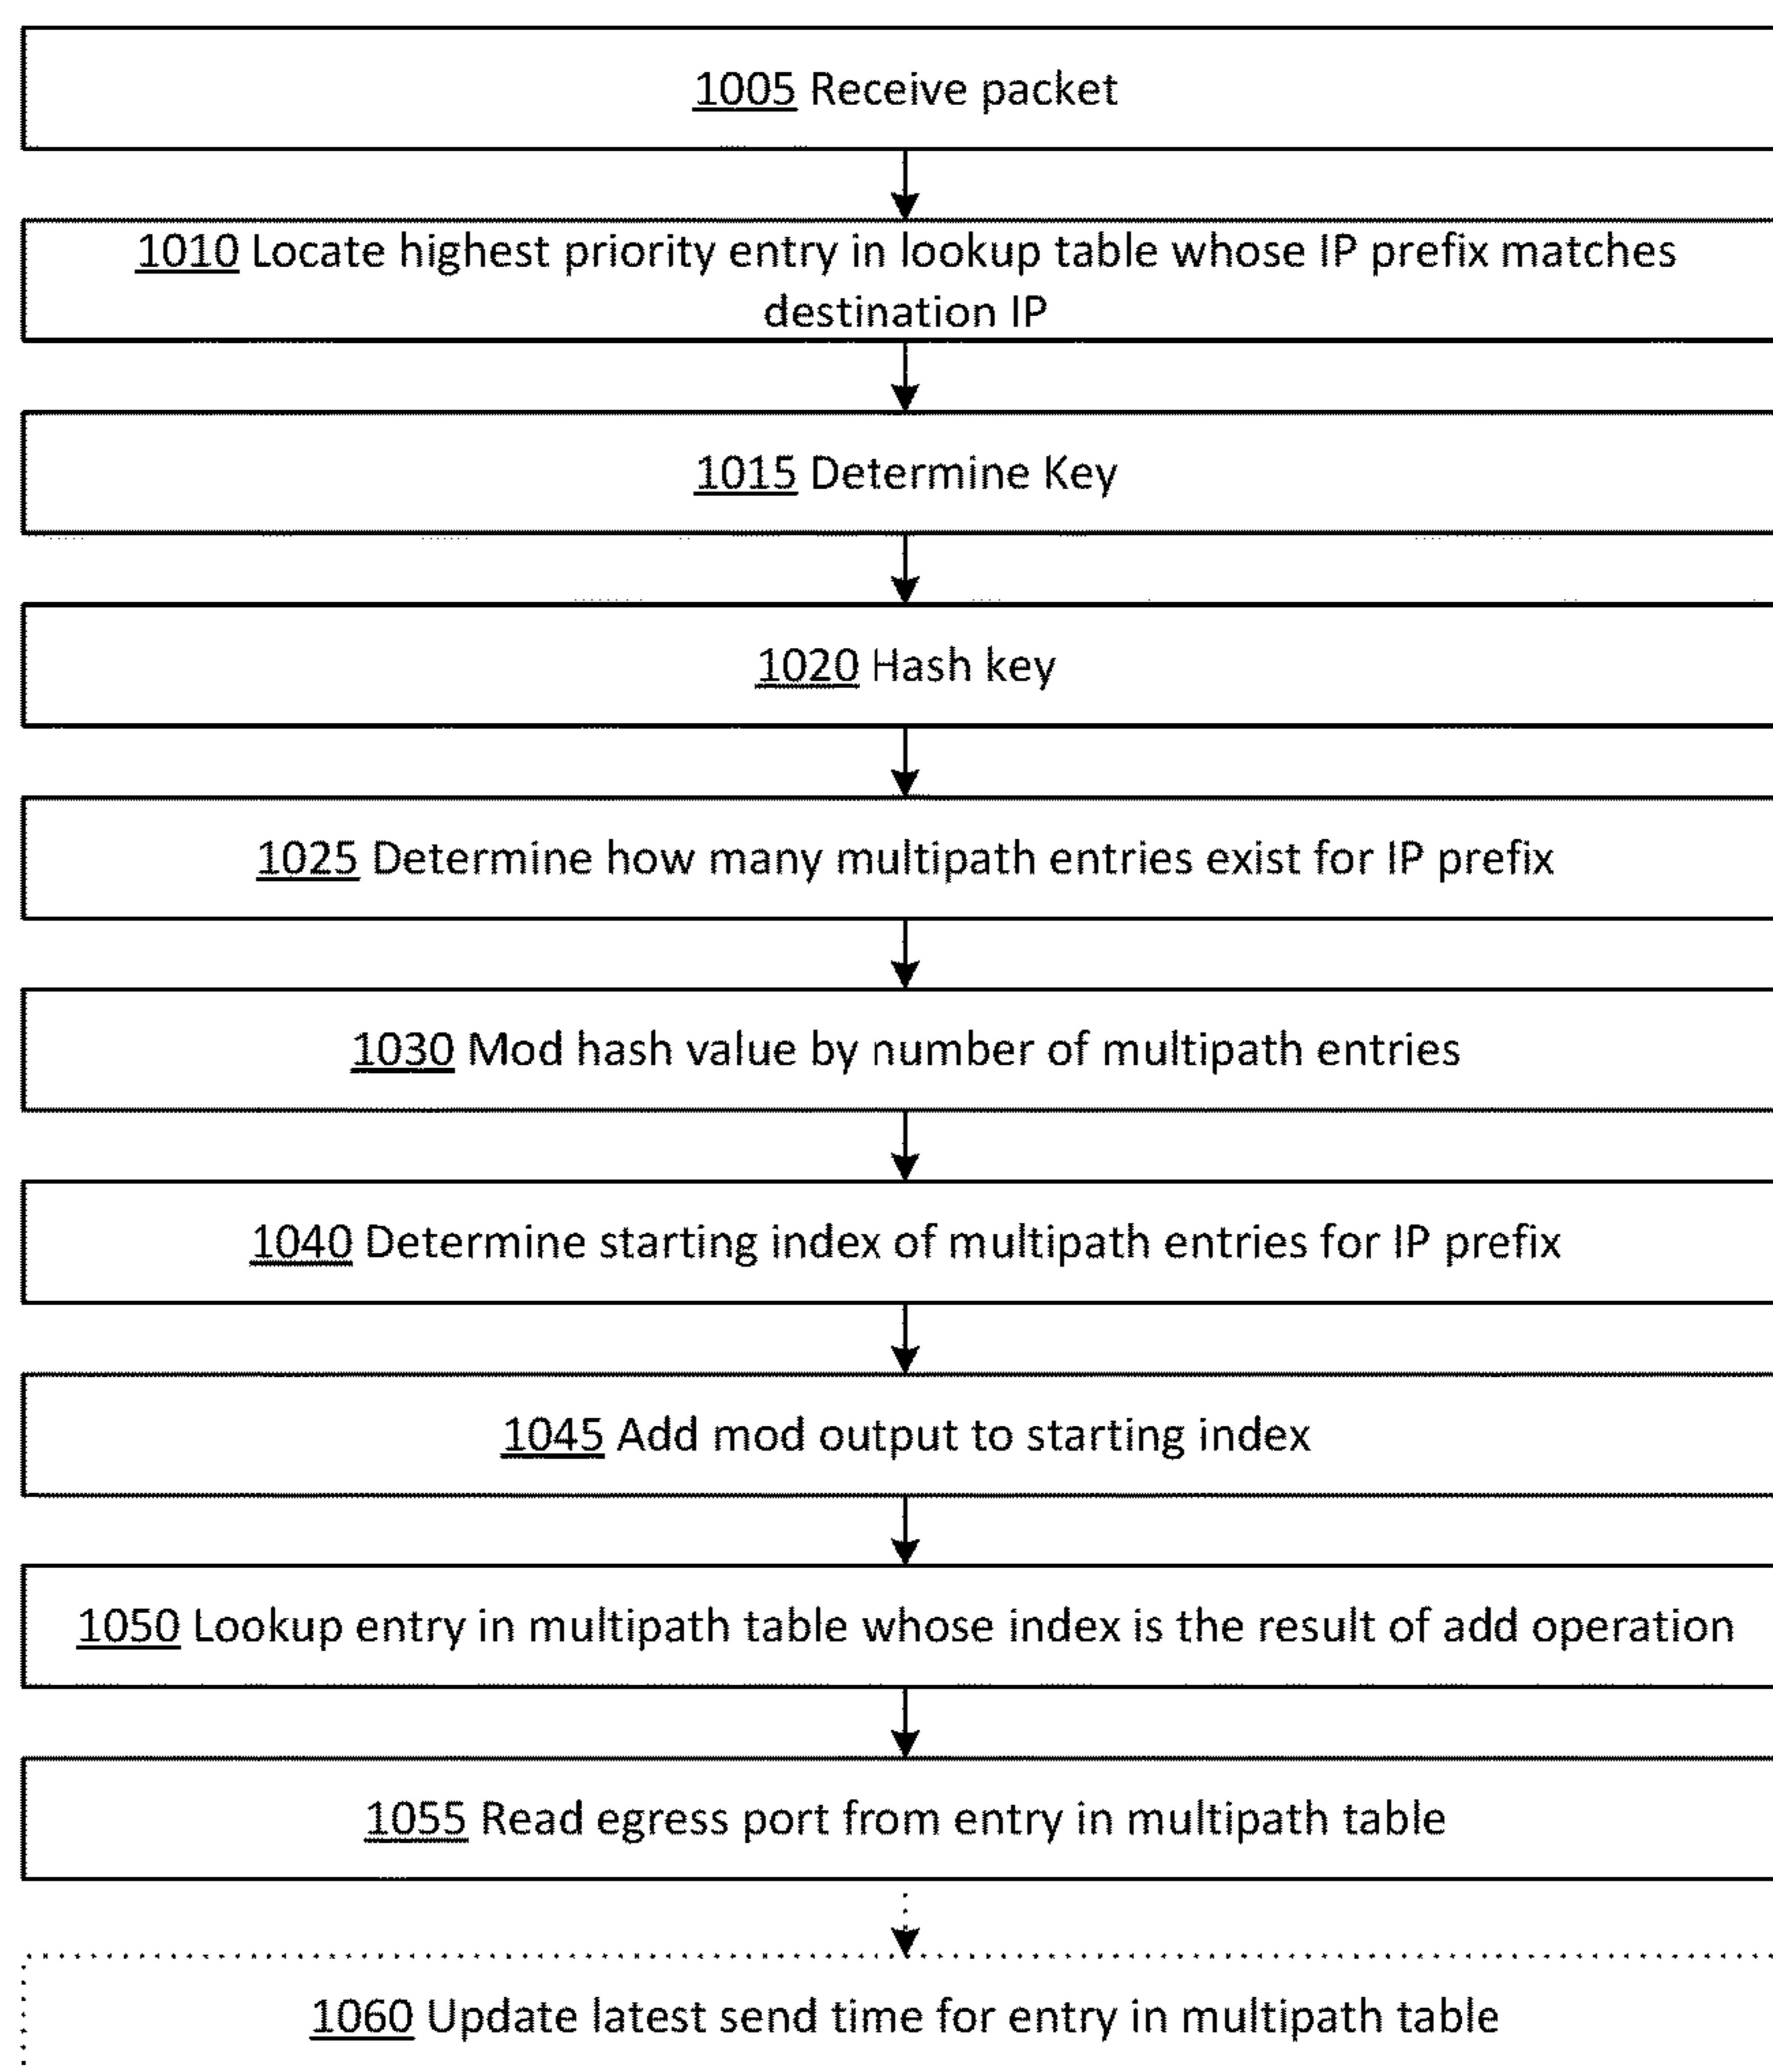 1005 Receive packet
1010 Locate highest priority entry in lookup table whose IP prefix matches
destination IP
1015 Determine Key
1020 Hash key
1025 Determine how many multipath entries exist for IP prefix
1030 Mod hash value by number of multipath entries
1040 Determine starting index of multipath entries for IP prefix
1045 Add mod output to starting index
1050 Lookup entry in multipath table whose index is the result of add operation
1055 Read egress port from entry in multipath table
1060 Update latest send time for entry in multipath table